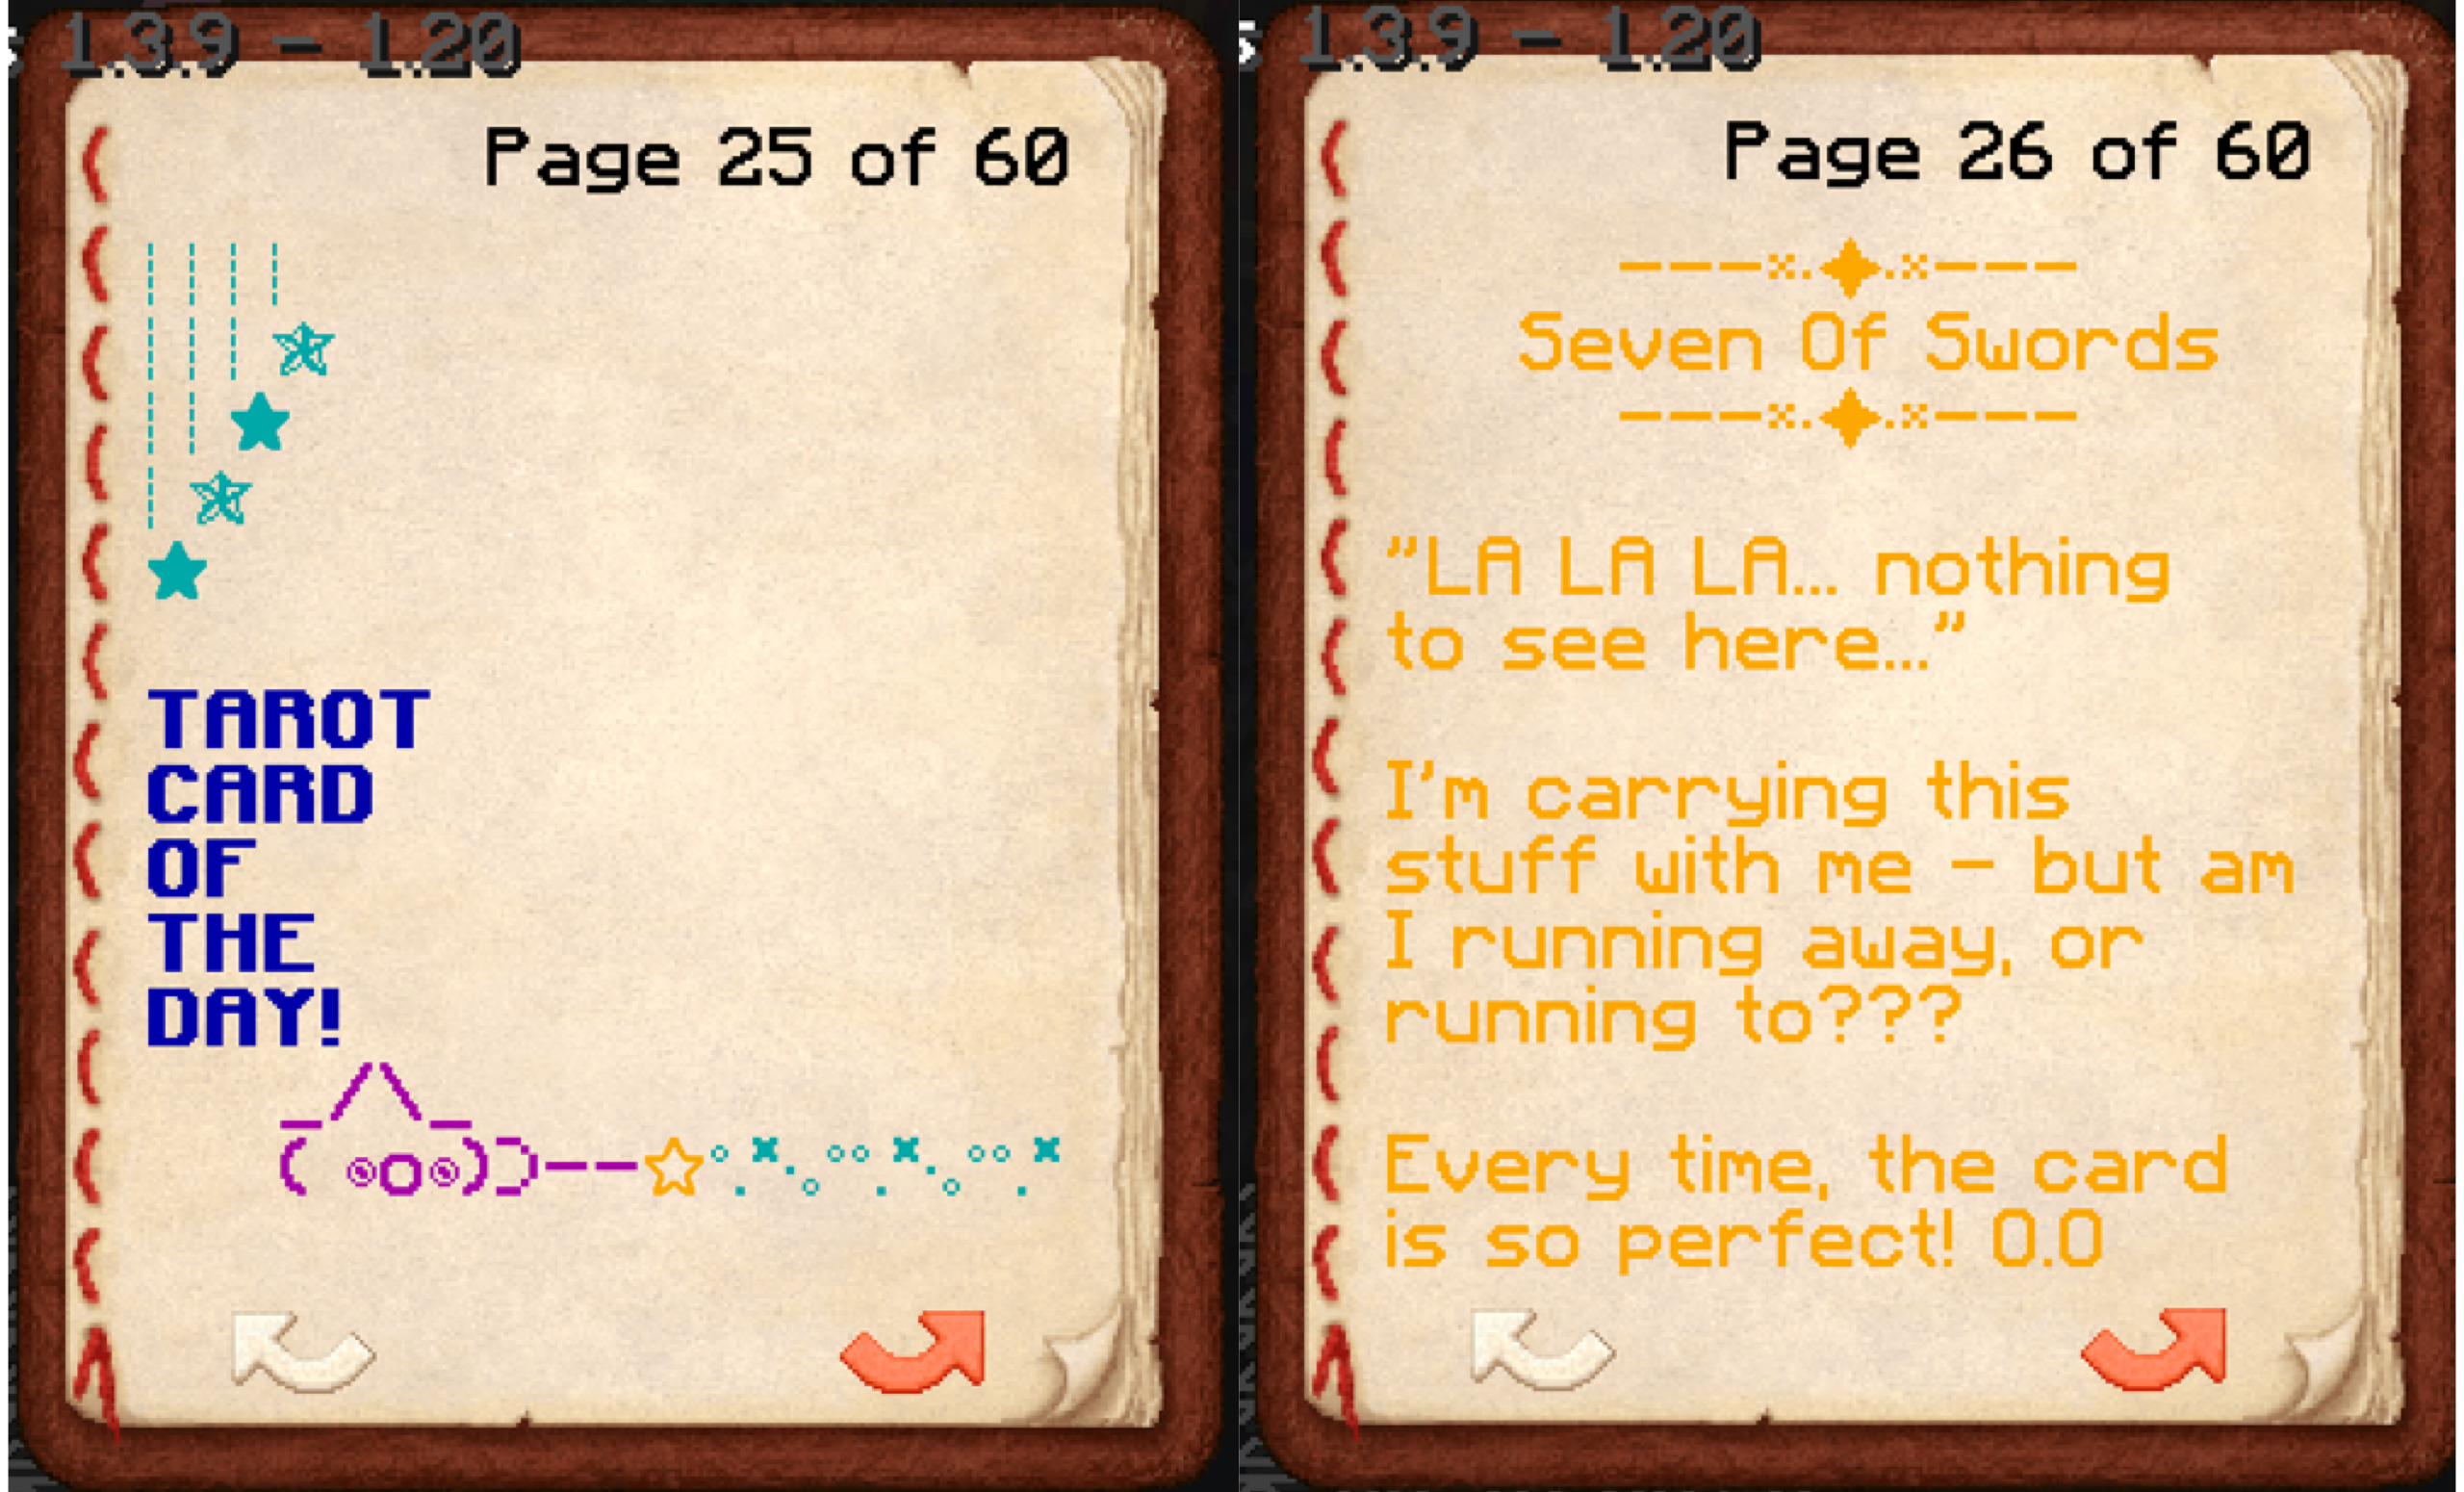 1.3.9 - 1.20
Page 25 of 60
TAROT
CARD
OF
THE
DAY!
s 1.3.9 - 1.20
Page 26 of 60
Seven Of Swords
"LA LA LA... nothing
to see here..."
I'm carrying this
stuff with me - but am
I running away, or
running to???
Every time, the card
is so perfect! 0.0